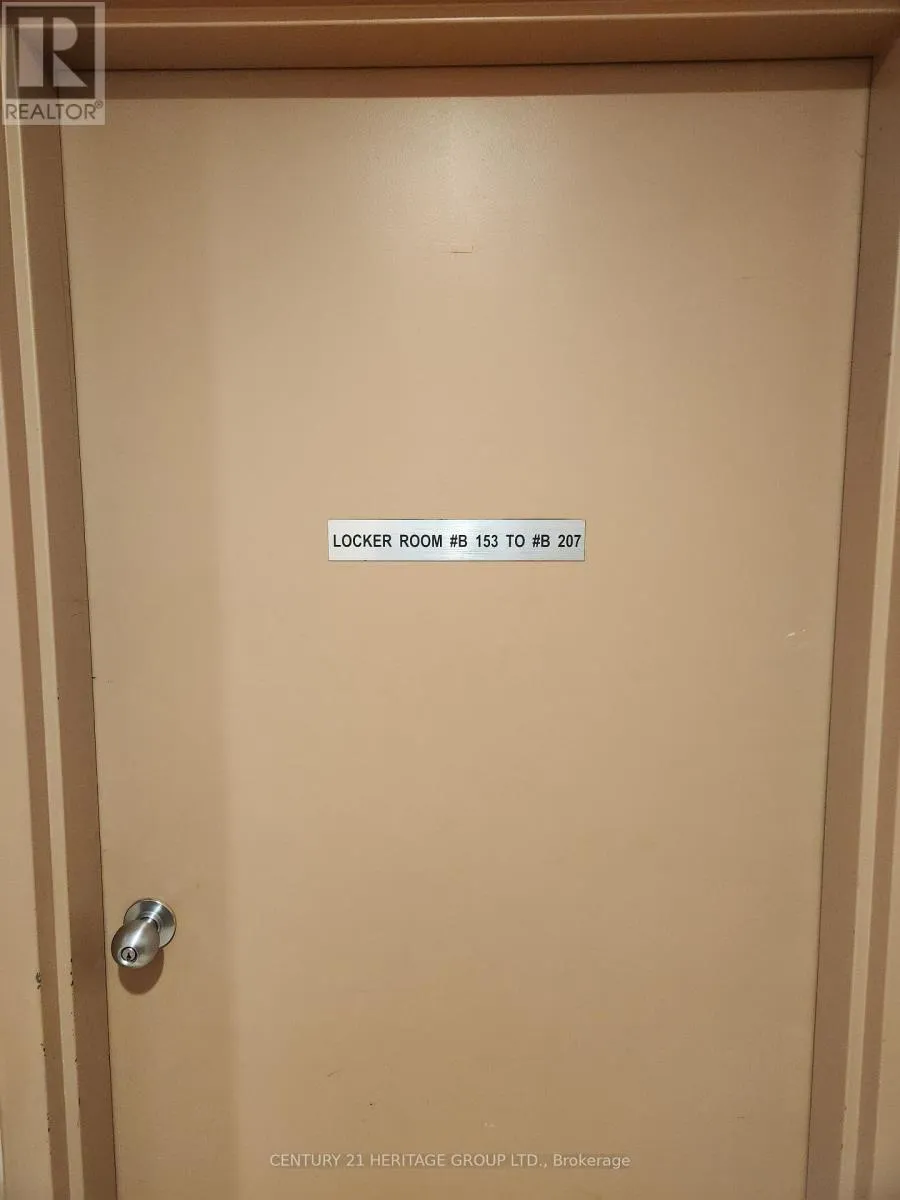 R
REALTOR®
LOCKER ROOM #B 153 TO #B 207
CENTURY 21 HERITAGE GROUP LTD., Brokerage